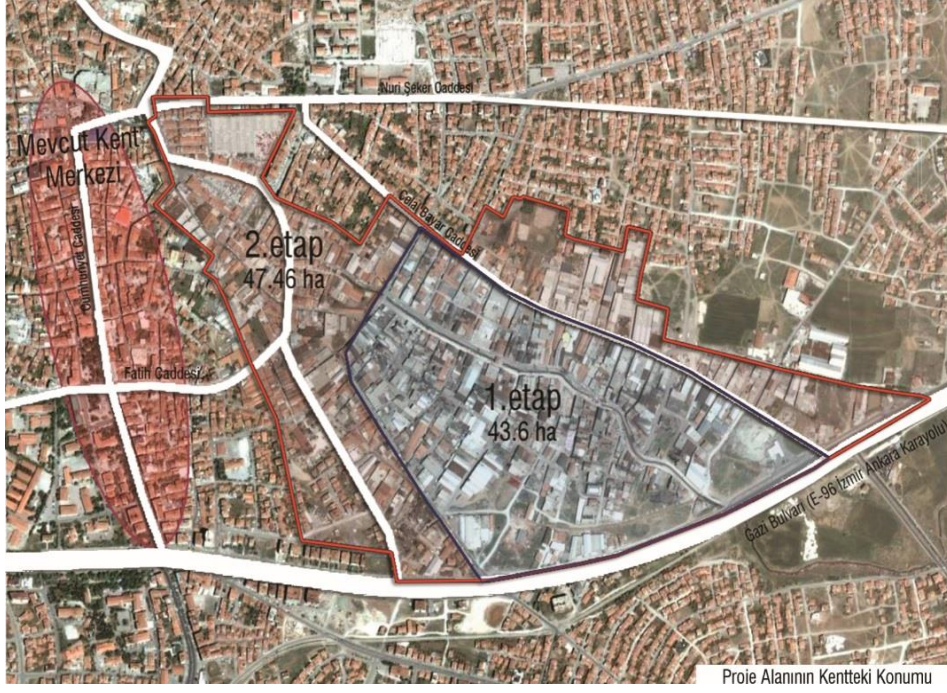 Nuri Şeker Caddesi
Mevcut Kent
Merkezi
Celal Bayar Caddesi
2.etap
47.46 ha
Cumhuriyet Caddesi
Fatih Caddesi
1.etap
43.6 ha
Gazi Bulvarı (E-96 İzmir Ankara Karayolu)
Proje Alanının Kentteki Konumu